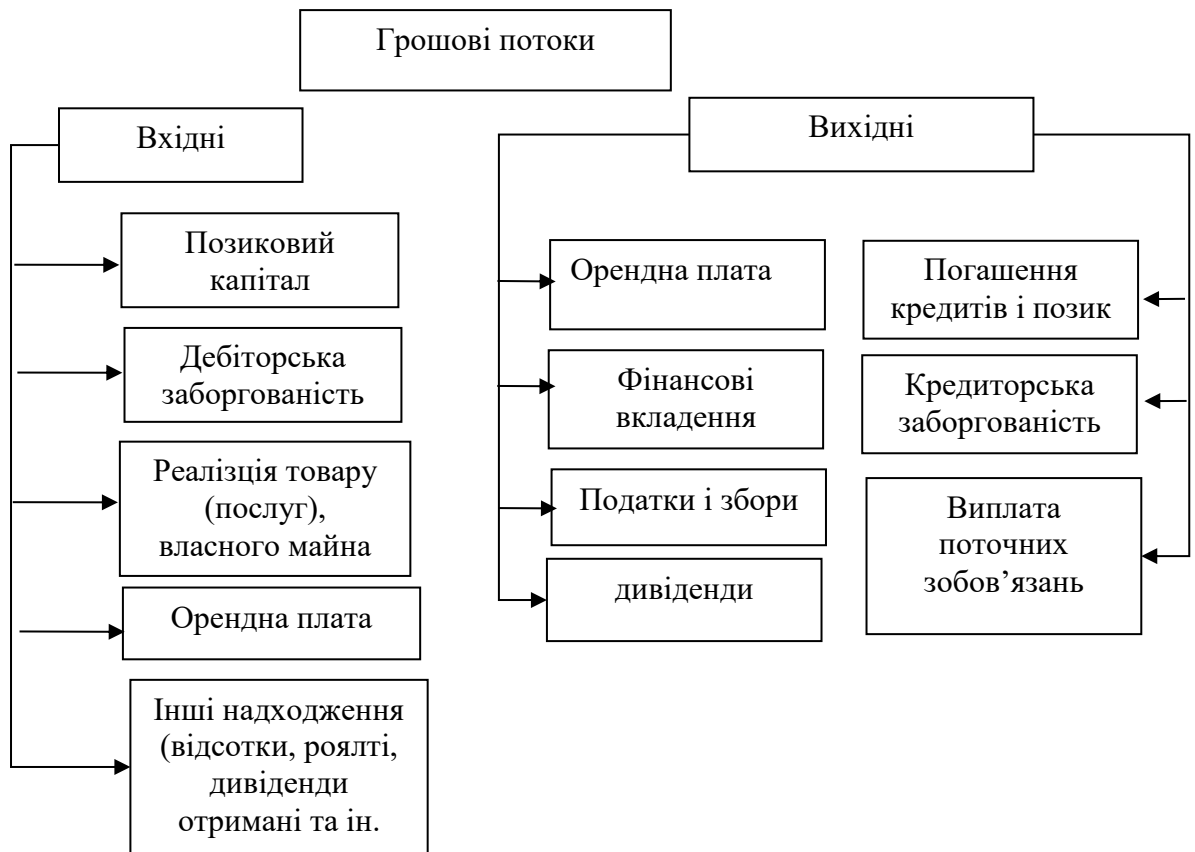 Грошові потоки
Вхідні
Позиковий
капітал
Дебіторська
заборгованість
Реалізція товару
(послуг),
власного майна
Орендна плата
Інші надходження
(відсотки, роялті,
дивіденди
отримані та ін.
Вихідні
Орендна плата
Фінансові
вкладення
Податки і збори
дивіденди
Погашення
кредитів і позик
Кредиторська
заборгованість
Виплата
поточних
зобов’язань